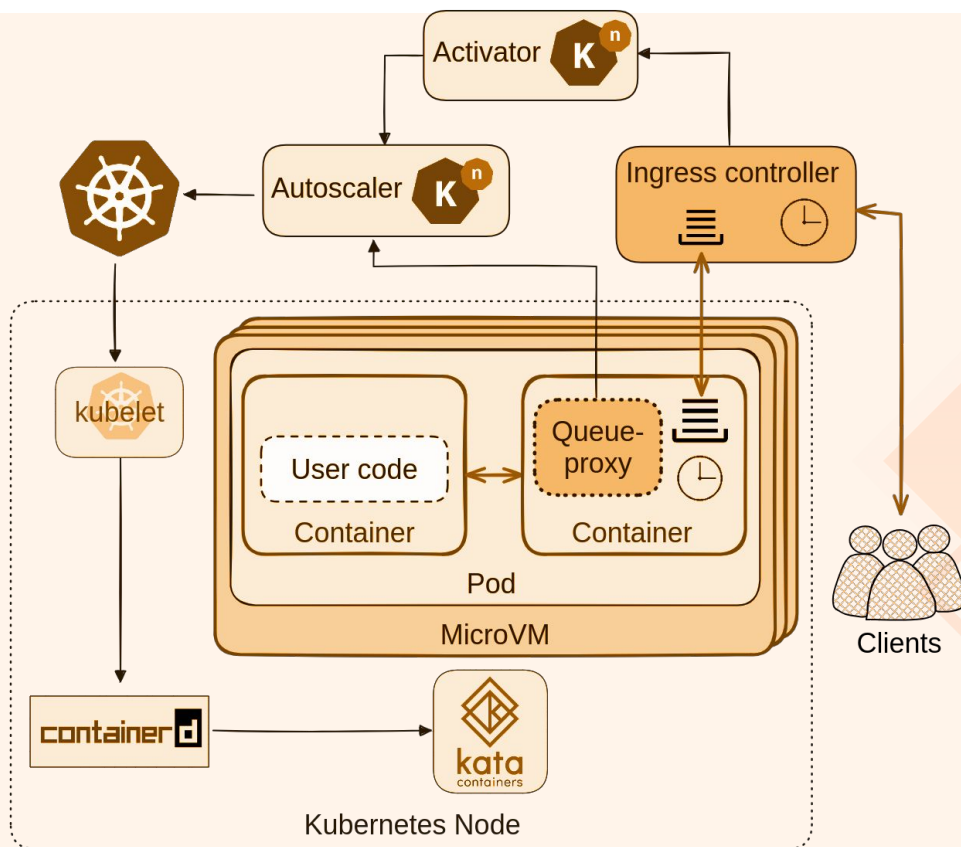 Activator
K
n
Autoscaler
K
n
Ingress controller
kubelet
User code
Container
Queue-
proxy
Container
Pod
MicroVM
Clients
containerd
kata
containers
Kubernetes Node